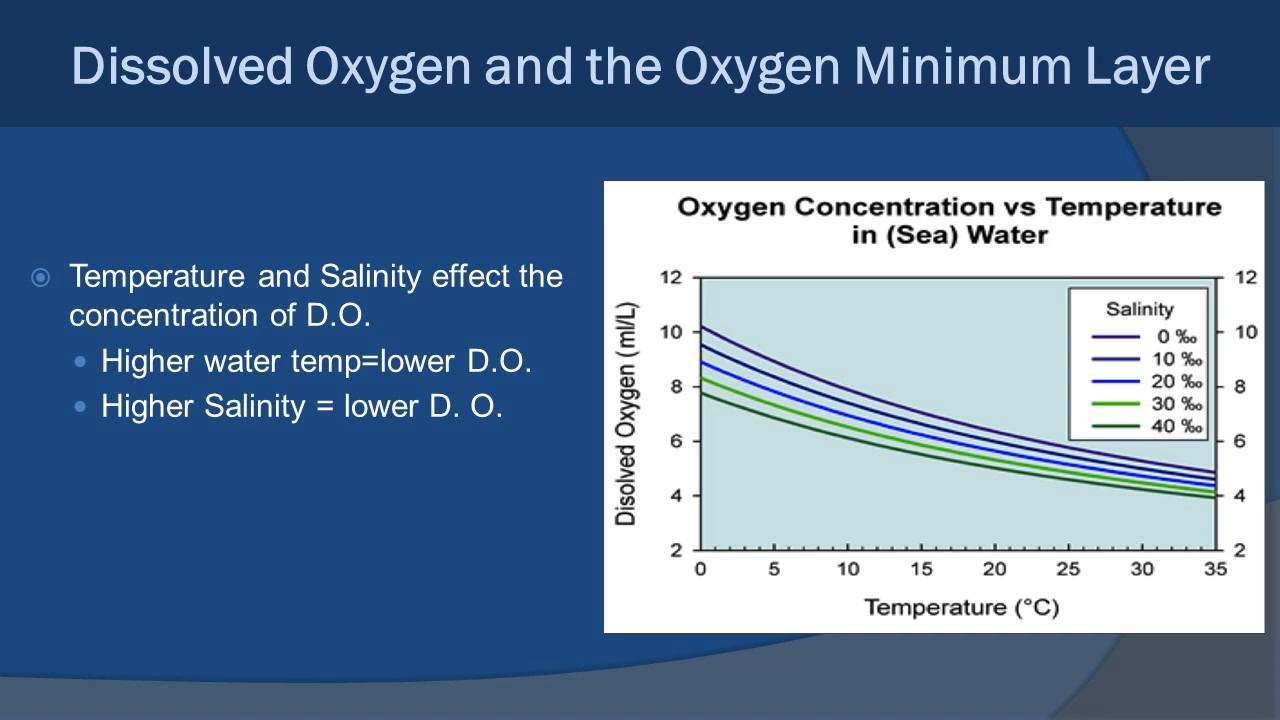 Dissolved Oxygen and the Oxygen Minimum Layer
Temperature and Salinity effect the
concentration of D.O.
Higher water temp=lower D.O.
Higher Salinity = lower D. O.
Oxygen Concentration vs Temperature
in (Sea) Water
Disolved Oxygen (ml/L)
12
10
8
6
4
2
Salinity
0 ‰
10 ‰
20 ‰
30 ‰
40 ‰
12
10
8
6
4
2
0 5 10 15 20 25 30 35
Temperature (°C)